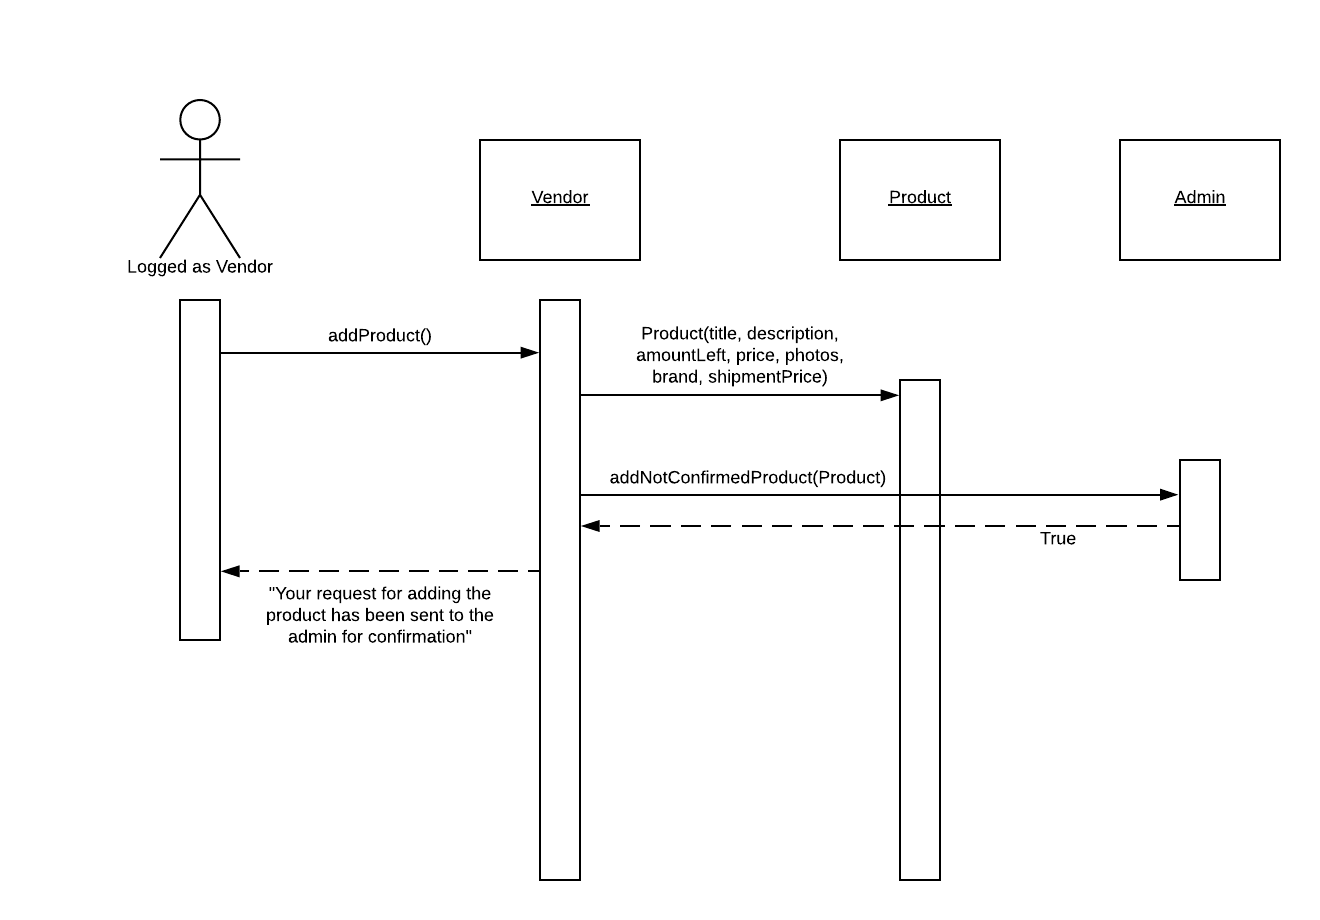 Logged as Vendor
Vendor
Product
Admin
addProduct()
Product(title, description,
amountLeft, price, photos,
brand, shipmentPrice)
addNotConfirmedProduct(Product)
True
"Your request for adding the
product has been sent to the
admin for confirmation"